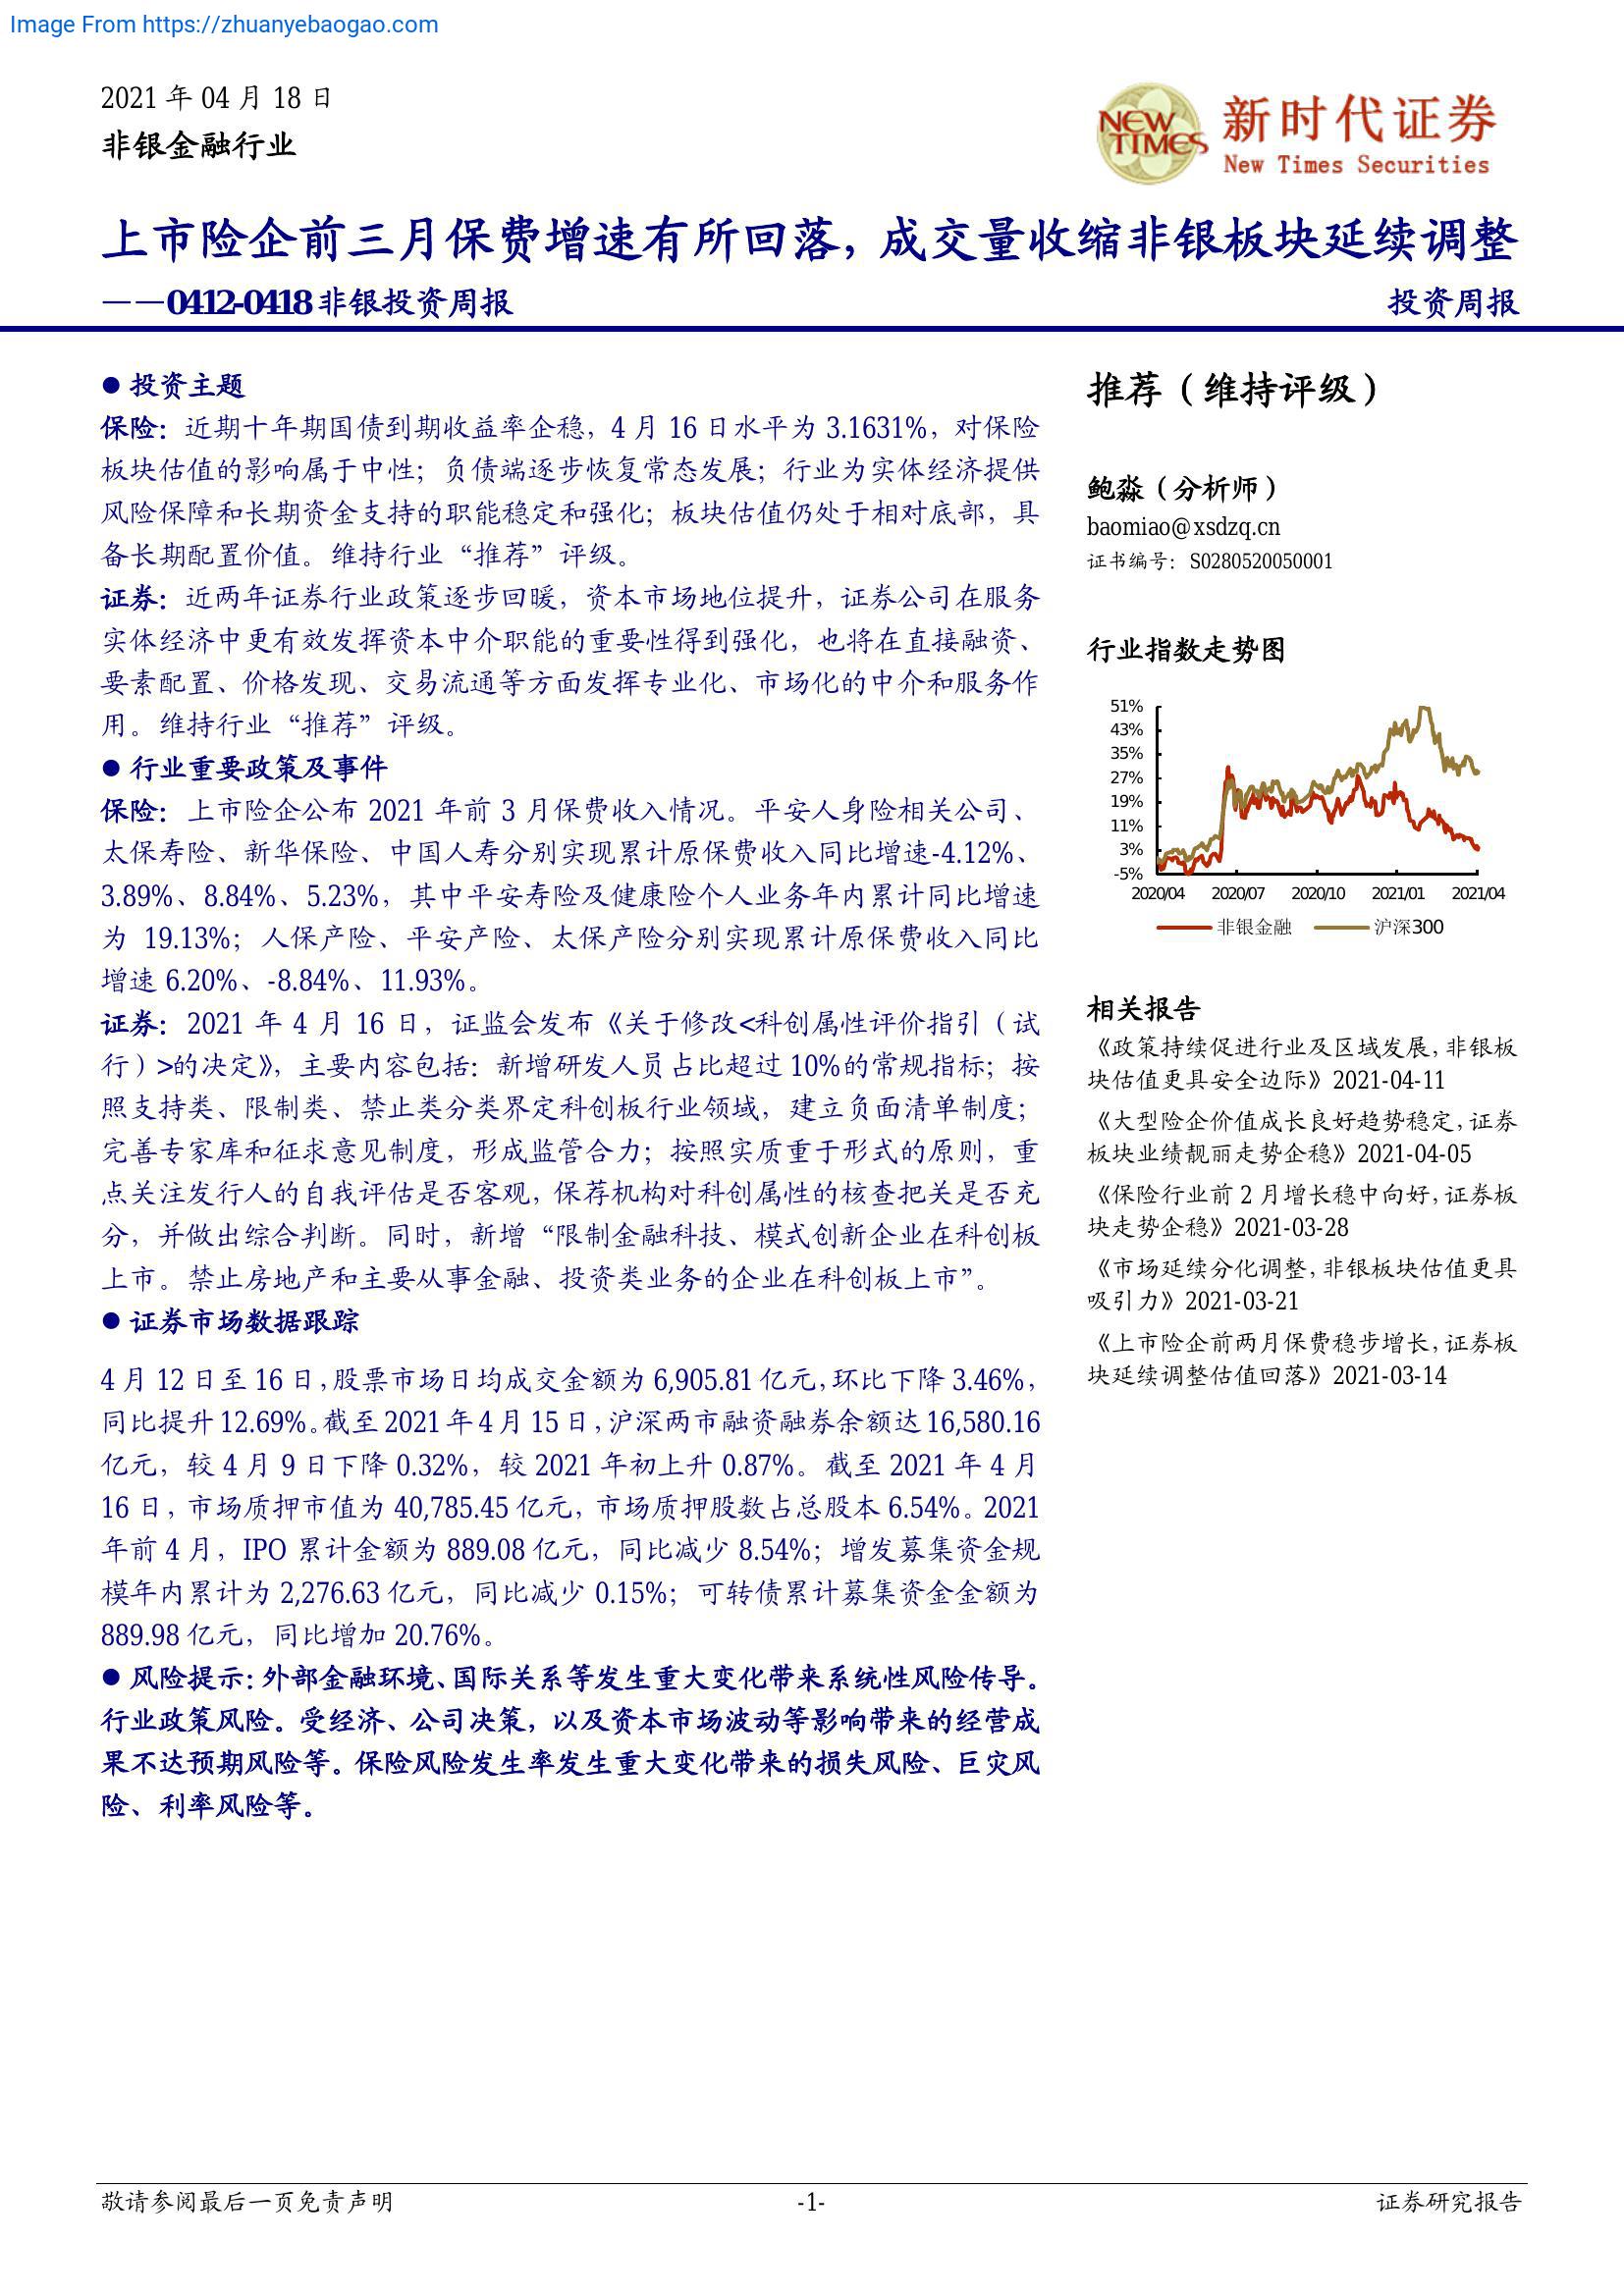 Image From https://zhuanyebaogao.com
2021 年 04 月 18 日
非银金融行业
NEW TIMES
新时代证券
New Times Securities
上市险企前三月保费增速有所回落，成交量收缩非银板块延续调整
——0412-0418非银投资周报
投资周报
● 投资主题
保险：近期十年期国债到期收益率企稳，4 月 16 日水平为 3.1631%，对保险
板块估值的影响属于中性；负债端逐步恢复常态发展；行业为实体经济提供
风险保障和长期资金支持的职能稳定和强化；板块估值仍处于相对底部，具
备长期配置价值。维持行业“推荐”评级。
证券：近两年证券行业政策逐步回暖，资本市场地位提升，证券公司在服务
实体经济中更有效发挥资本中介职能的重要性得到强化，也将在直接融资、
要素配置、价格发现、交易流通等方面发挥专业化、市场化的中介和服务作
用。维持行业“推荐”评级。
● 行业重要政策及事件
保险：上市险企公布 2021 年前 3 月保费收入情况。平安人身险相关公司、
太保寿险、新华保险、中国人寿分别实现累计原保费收入同比增速-4.12%、
3.89%、8.84%、5.23%，其中平安寿险及健康险个人业务年内累计同比增速
为 19.13%；人保产险、平安产险、太保产险分别实现累计原保费收入同比
增速 6.20%、-8.84%、11.93%。
证券：2021 年 4 月 16 日，证监会发布《关于修改<科创属性评价指引（试
行）>的决定》，主要内容包括：新增研发人员占比超过 10%的常规指标；按
照支持类、限制类、禁止类分类界定科创板行业领域，建立负面清单制度；
完善专家库和征求意见制度，形成监管合力；按照实质重于形式的原则，重
点关注发行人的自我评估是否客观，保荐机构对科创属性的核查把关是否充
分，并做出综合判断。同时，新增“限制金融科技、模式创新企业在科创板
上市。禁止房地产和主要从事金融、投资类业务的企业在科创板上市”。
● 证券市场数据跟踪
4 月 12 日至 16 日，股票市场日均成交金额为 6,905.81 亿元，环比下降 3.46%，
同比提升 12.69%。截至 2021 年 4 月 15 日，沪深两市融资融券余额达 16,580.16
亿元，较 4 月 9 日下降 0.32%，较 2021 年初上升 0.87%。截至 2021 年 4 月
16 日，市场质押市值为 40,785.45 亿元，市场质押股数占总股本 6.54%。2021
年前 4 月，IPO 累计金额为 889.08 亿元，同比减少 8.54%；增发募集资金规
模年内累计为 2,276.63 亿元，同比减少 0.15%；可转债累计募集资金金额为
889.98 亿元，同比增加 20.76%。
● 风险提示：外部金融环境、国际关系等发生重大变化带来系统性风险传导。
行业政策风险。受经济、公司决策，以及资本市场波动等影响带来的经营成
果不达预期风险等。保险风险发生率发生重大变化带来的损失风险、巨灾风
险、利率风险等。
推荐（维持评级）
鲍淼（分析师）
baomiao@xsdzq.cn
证书编号：S0280520050001
行业指数走势图
51%
43%
35%
27%
19%
11%
3%
-5%
2020/04 2020/07 2020/10 2021/01 2021/04
非银金融 沪深300
相关报告
《政策持续促进行业及区域发展，非银板
块估值更具安全边际》2021-04-11
《大型险企价值成长良好趋势稳定，证券
板块业绩靓丽走势企稳》2021-04-05
《保险行业前 2 月增长稳中向好，证券板
块走势企稳》2021-03-28
《市场延续分化调整，非银板块估值更具
吸引力》2021-03-21
《上市险企前两月保费稳步增长，证券板
块延续调整估值回落》2021-03-14
敬请参阅最后一页免责声明
-1-
证券研究报告